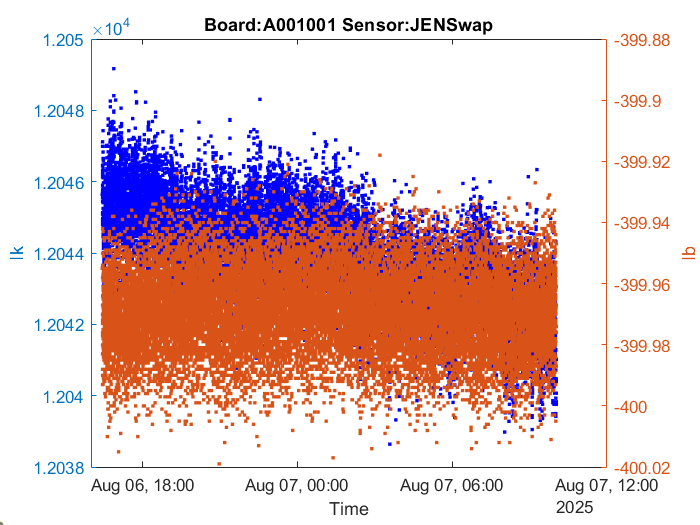 Board:A001001 Sensor:JENSwap
×10⁴
1.205
1.2048
1.2046
1.2044
1.2042
1.204
1.2038
Ik
-399.88
-399.9
-399.92
-399.94
-399.96
-399.98
-400
-400.02
Ib
Aug 06, 18:00
Aug 07, 00:00
Aug 07, 06:00
Aug 07, 12:00
Time
2025